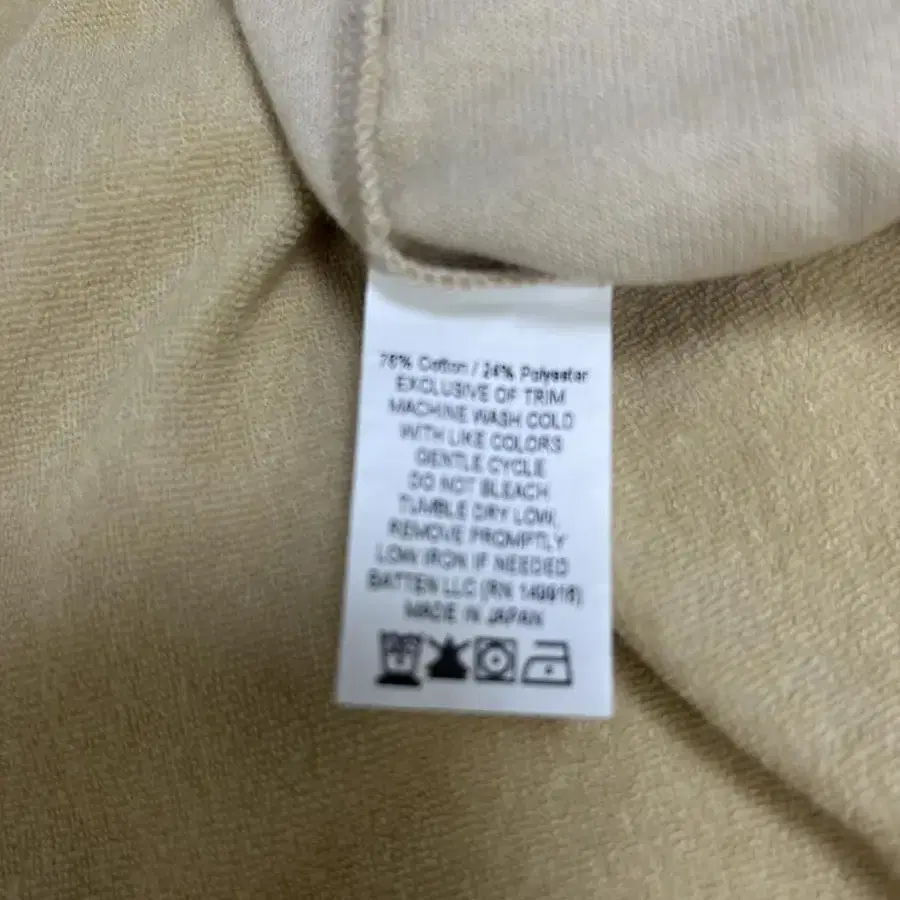 76% Cotton / 24% Polyester
EXCLUSIVE OF TRIM
MACHINE WASH COLD
WITH LIKE COLORS
GENTLE CYCLE
DO NOT BLEACH
TUMBLE DRY LOW,
REMOVE PROMPTLY
LOW IRON IF NEEDED
BATTEN LLC (RN
MADE IN JAPAN